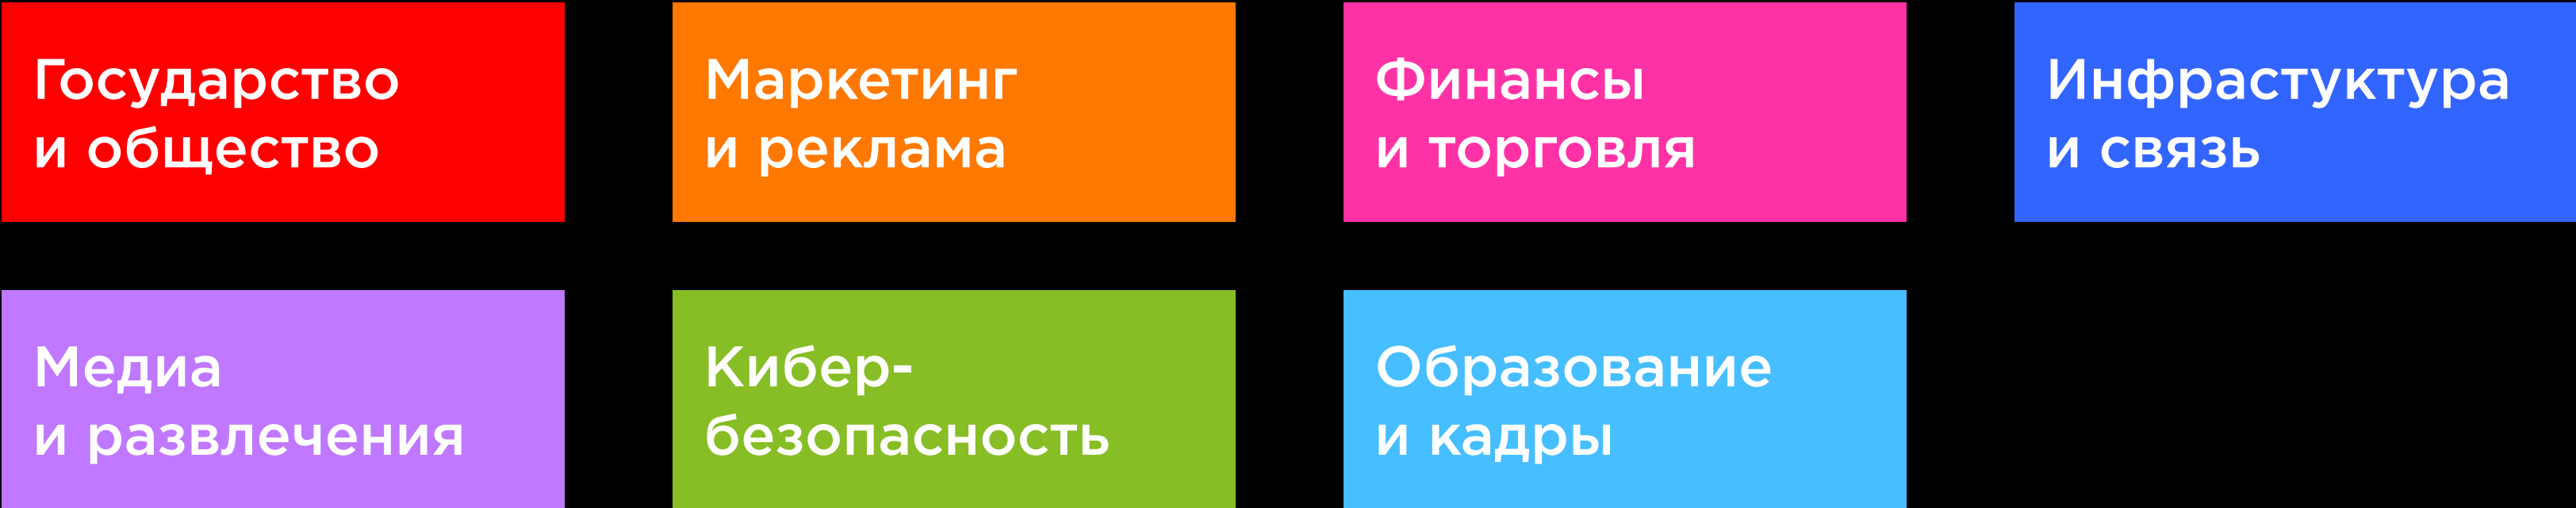 Государство
и общество
Маркетинг
и реклама
Финансы
и торговля
Инфрастуктура
и связь
Медиа
и развлечения
Кибер-
безопасность
Образование
и кадры